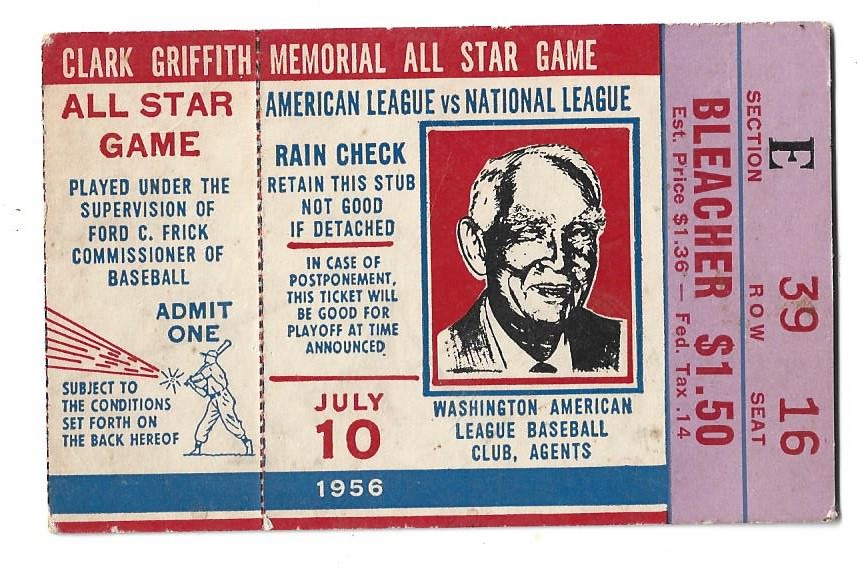 CLARK GRIFFITH MEMORIAL ALL STAR GAME
ALL STAR
GAME
PLAYED UNDER THE
SUPERVISION OF
FORD C. FRICK
COMMISSIONER OF
BASEBALL
ADMIT
ONE
SUBJECT TO
THE CONDITIONS
SET FORTH ON
THE BACK HEREOF
AMERICAN LEAGUE vs NATIONAL LEAGUE
RAIN CHECK
RETAIN THIS STUB
NOT GOOD
IF DETACHED
IN CASE OF
POSTPONEMENT,
THIS TICKET WILL
BE GOOD FOR
PLAYOFF AT TIME
ANNOUNCED
JULY
10
1956
WASHINGTON AMERICAN
LEAGUE BASEBALL
CLUB, AGENTS
SECTION ROW SEAT
E 39 16
BLEACHER $1.50
Est. Price $1.36 — Fed. Tax .14